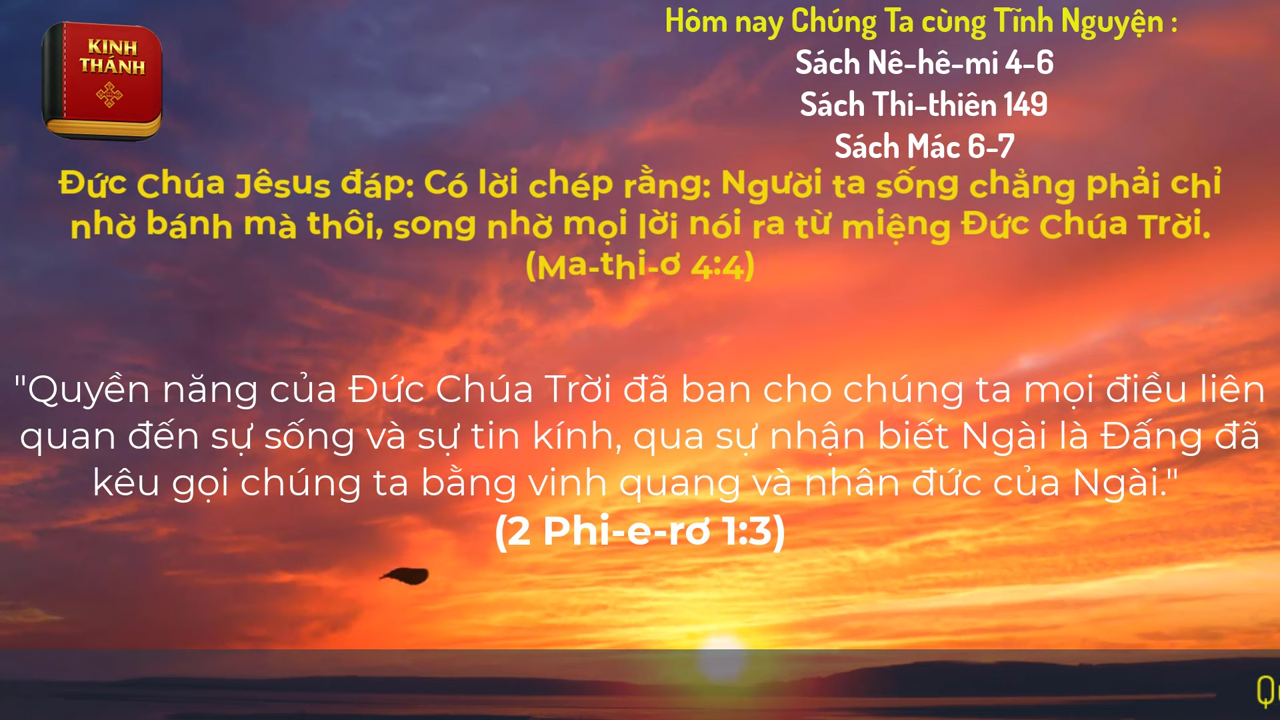 KINH
THÁNH
Hôm nay Chúng Ta cùng Tĩnh Nguyện :
Sách Nê-hê-mi 4-6
Sách Thi-thiên 149
Sách Mác 6-7
Đức Chúa Jêsus đáp: Có lời chép rằng: Người ta sống chẳng phải chỉ
nhờ bánh mà thôi, song nhờ mọi lời nói ra từ miệng Đức Chúa Trời.
(Ma-thi-ơ 4:4)
"Quyền năng của Đức Chúa Trời đã ban cho chúng ta mọi điều liên
quan đến sự sống và sự tin kính, qua sự nhận biết Ngài là Đấng đã
kêu gọi chúng ta bằng vinh quang và nhân đức của Ngài."
(2 Phi-e-rơ 1:3)